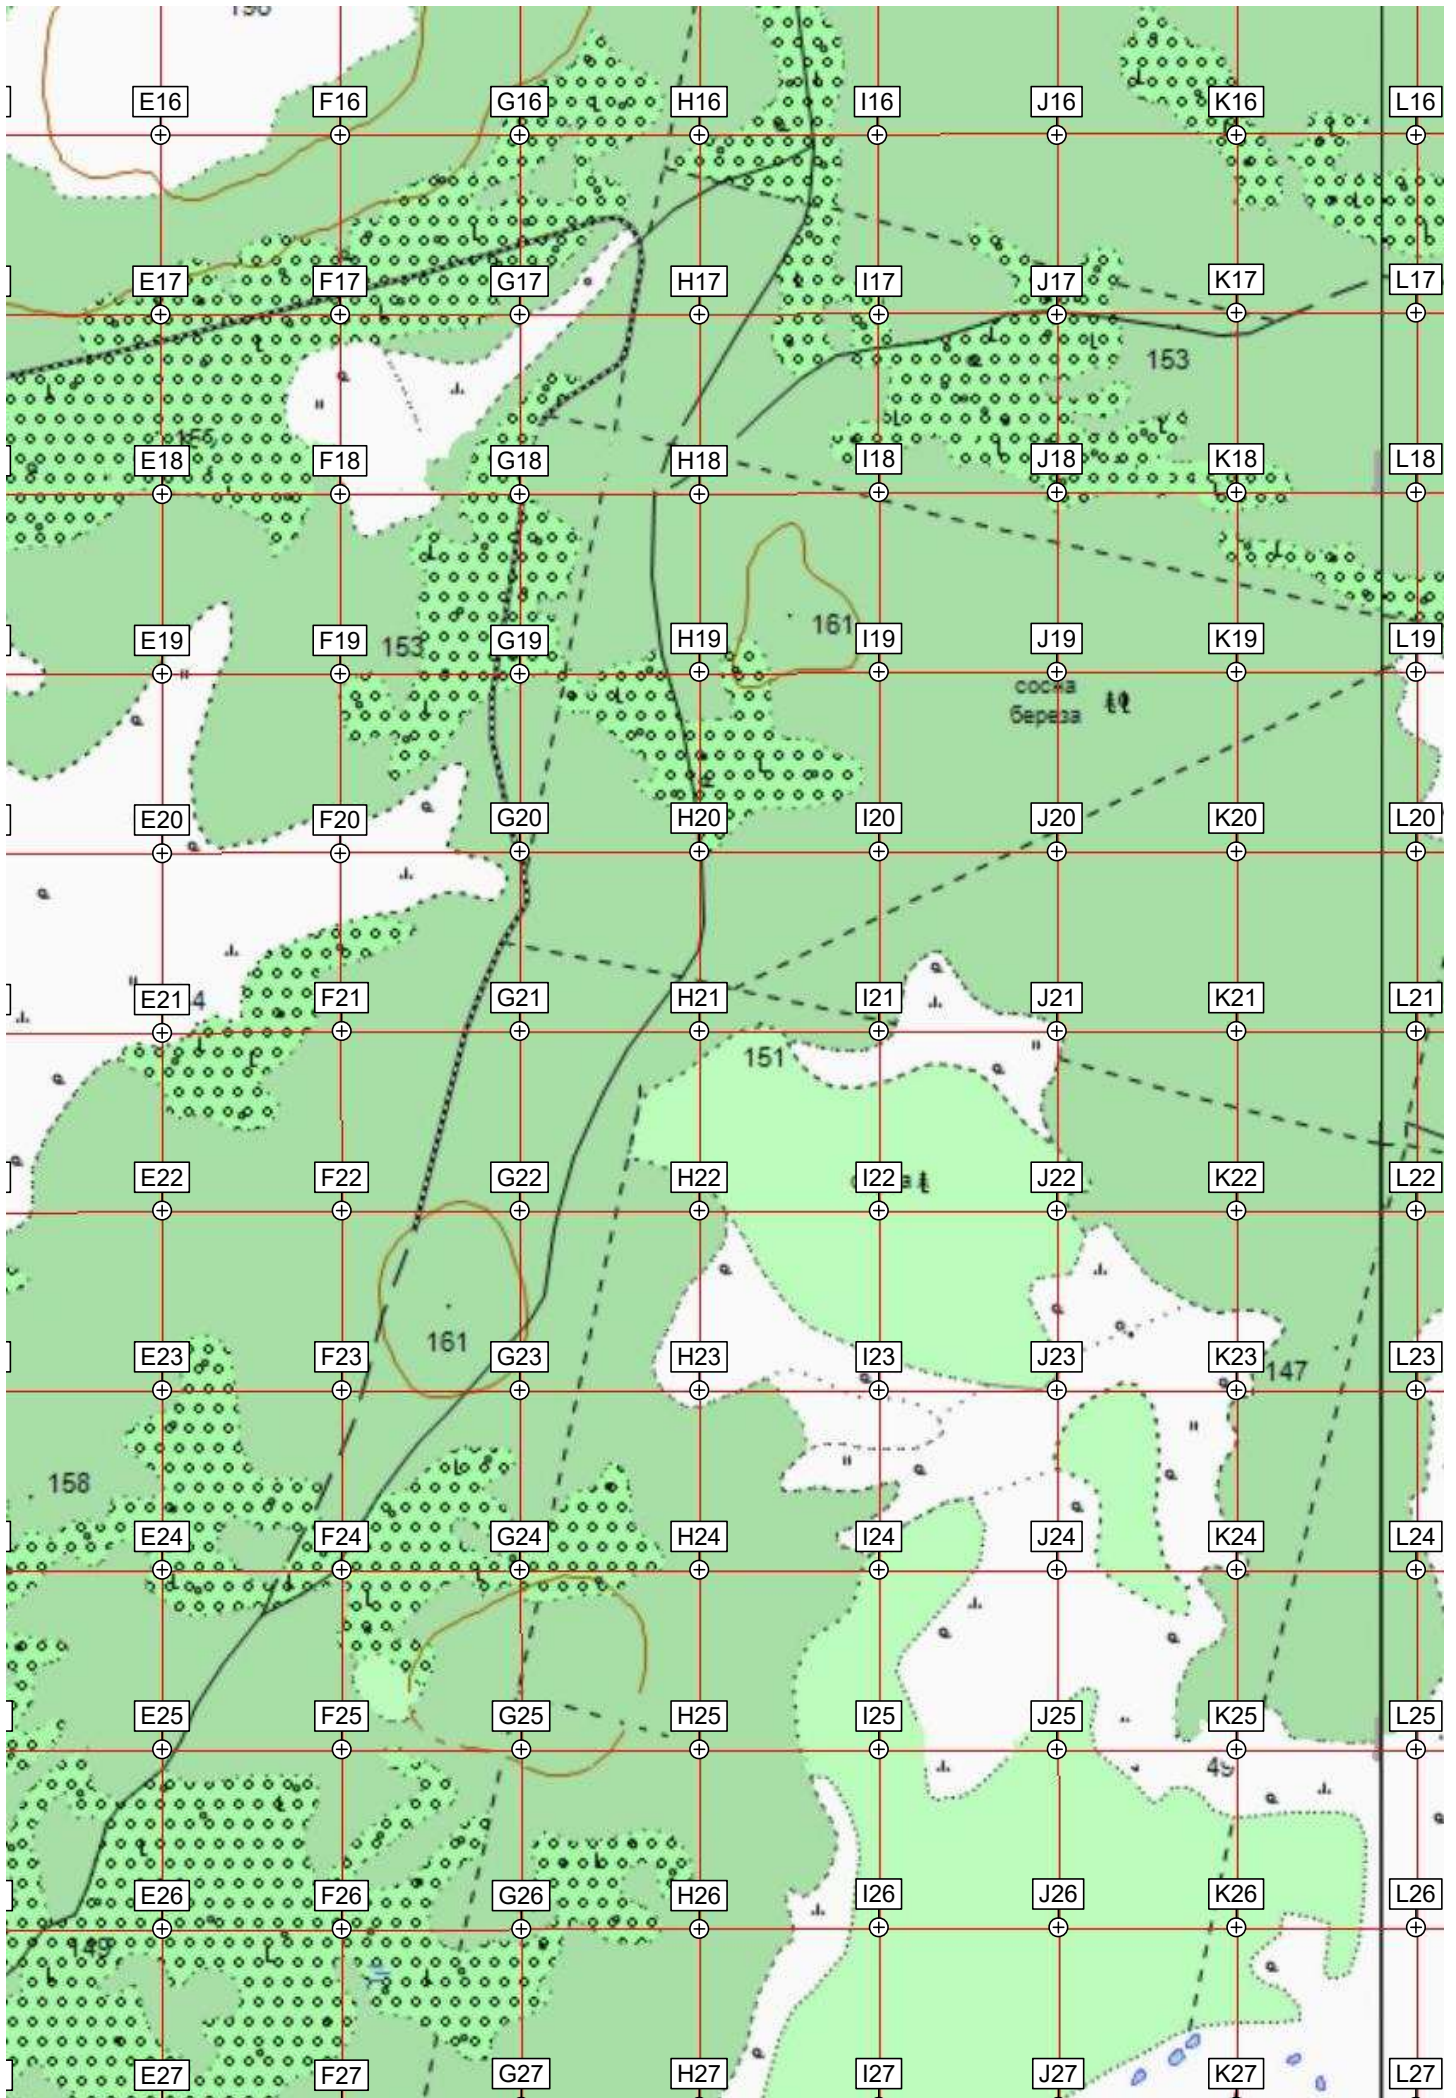 E16 F16 G16 H16 I16 J16 K16 L16
E17 F17 G17 H17 I17 J17 K17 L17
153
E18 F18 G18 H18 I18 J18 K18 L18
153
161
E19 F19 G19 H19 I19 J19 K19 L19
сосна
береза
E20 F20 G20 H20 I20 J20 K20 L20
E21 4 F21 G21 H21 I21 J21 K21 L21
151
E22 F22 G22 H22 I22 J22 K22 L22
161
E23 F23 G23 H23 I23 J23 K23 147 L23
158
E24 F24 G24 H24 I24 J24 K24 L24
E25 F25 G25 H25 I25 J25 K25 L25
E26 F26 G26 H26 I26 J26 K26 L26
149
E27 F27 G27 H27 I27 J27 K27 L27